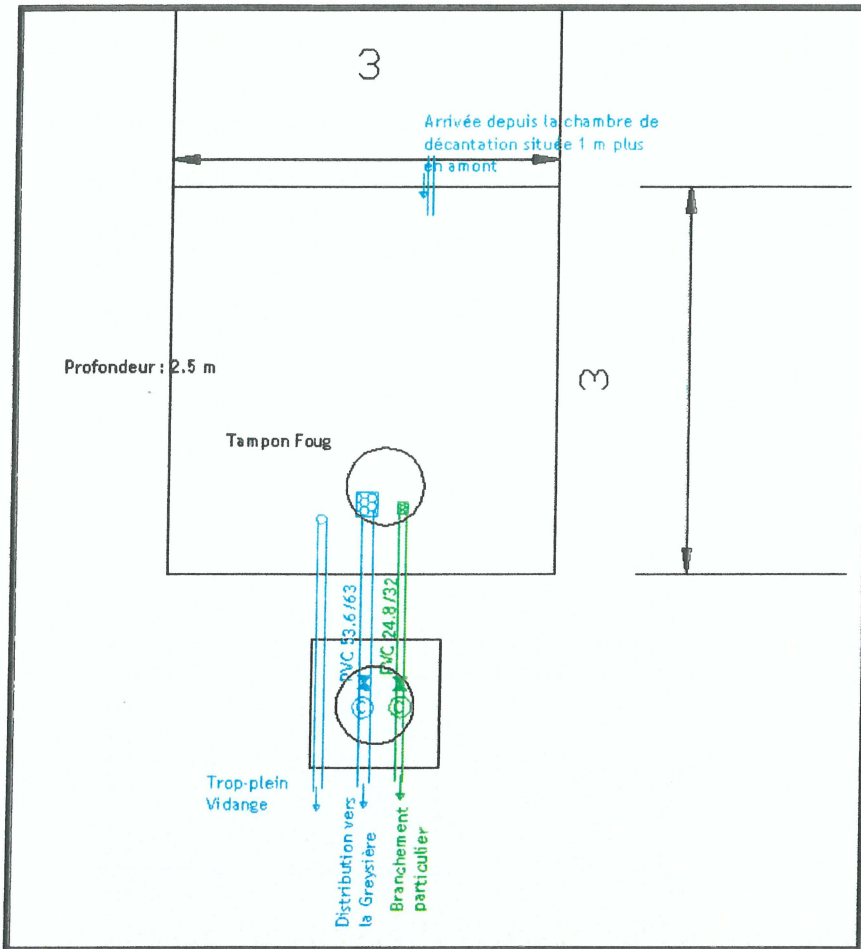 3
Arrivée depuis la chambre de
décantation située 1 m plus
en amont
Profondeur : 2.5 m
3
Tampon Foug
PVC 53.6/63
PVC 24.8/32
Trop-plein
Vidange
Distribution vers
la Greysière
Branchement
particulier